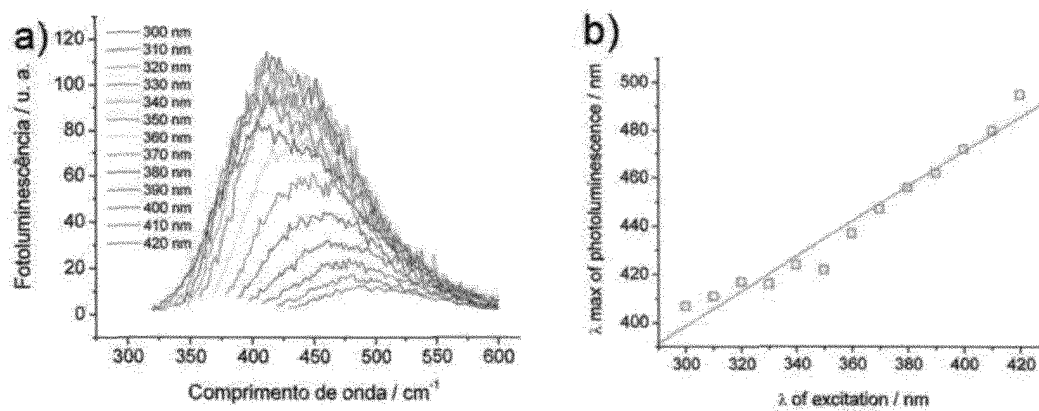 a)
Fotoluminescência / u. a.
120
100
80
60
40
20
0
300 nm
310 nm
320 nm
330 nm
340 nm
350 nm
360 nm
370 nm
380 nm
390 nm
400 nm
410 nm
420 nm
300 350 400 450 500 550 600
Comprimento de onda / cm⁻¹
b)
λ max of photoluminescence / nm
500
480
460
440
420
400
300 320 340 360 380 400 420
λ of excitation / nm